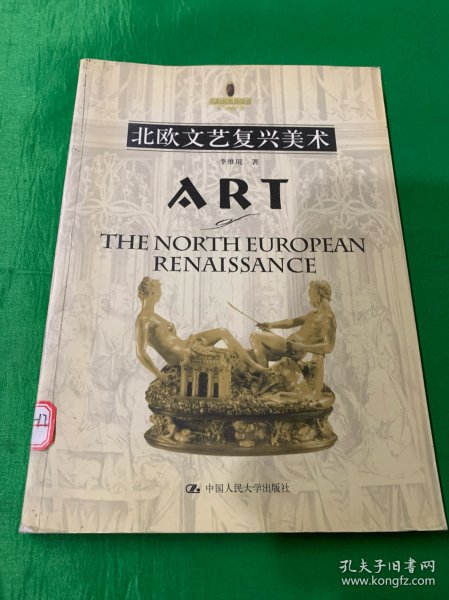 北欧文艺复兴美术
李维琨 著
ART
of
THE NORTH EUROPEAN
RENAISSANCE
中国人民大学出版社
孔夫子旧书网
www.kongfz.com